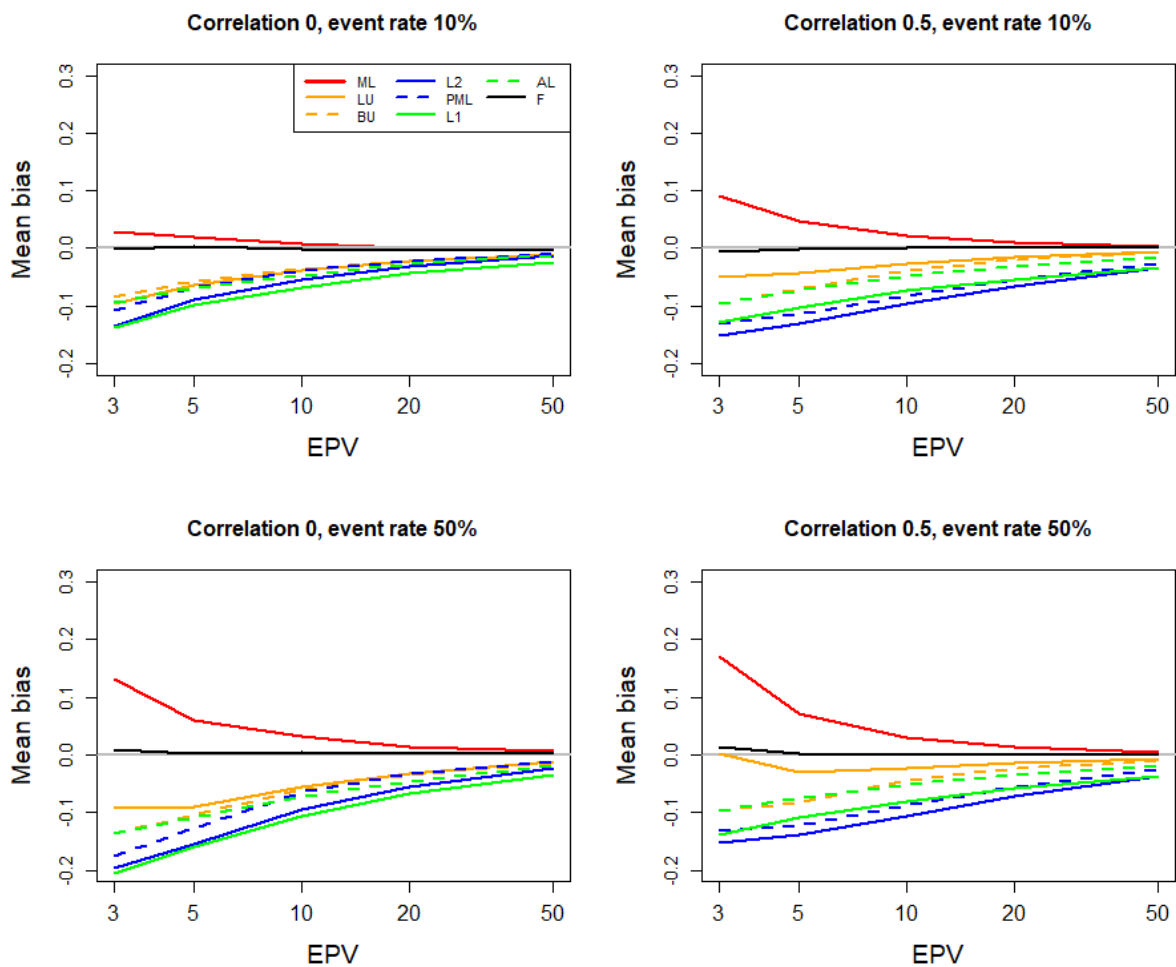 Correlation 0, event rate 10%
Mean bias
0.3
0.2
0.1
0.0
-0.1
-0.2
ML L2 AL
LU PML F
BU L1
3 5 10 20 50
EPV
Correlation 0.5, event rate 10%
Mean bias
0.3
0.2
0.1
0.0
-0.1
-0.2
3 5 10 20 50
EPV
Correlation 0, event rate 50%
Mean bias
0.3
0.2
0.1
0.0
-0.1
-0.2
3 5 10 20 50
EPV
Correlation 0.5, event rate 50%
Mean bias
0.3
0.2
0.1
0.0
-0.1
-0.2
3 5 10 20 50
EPV